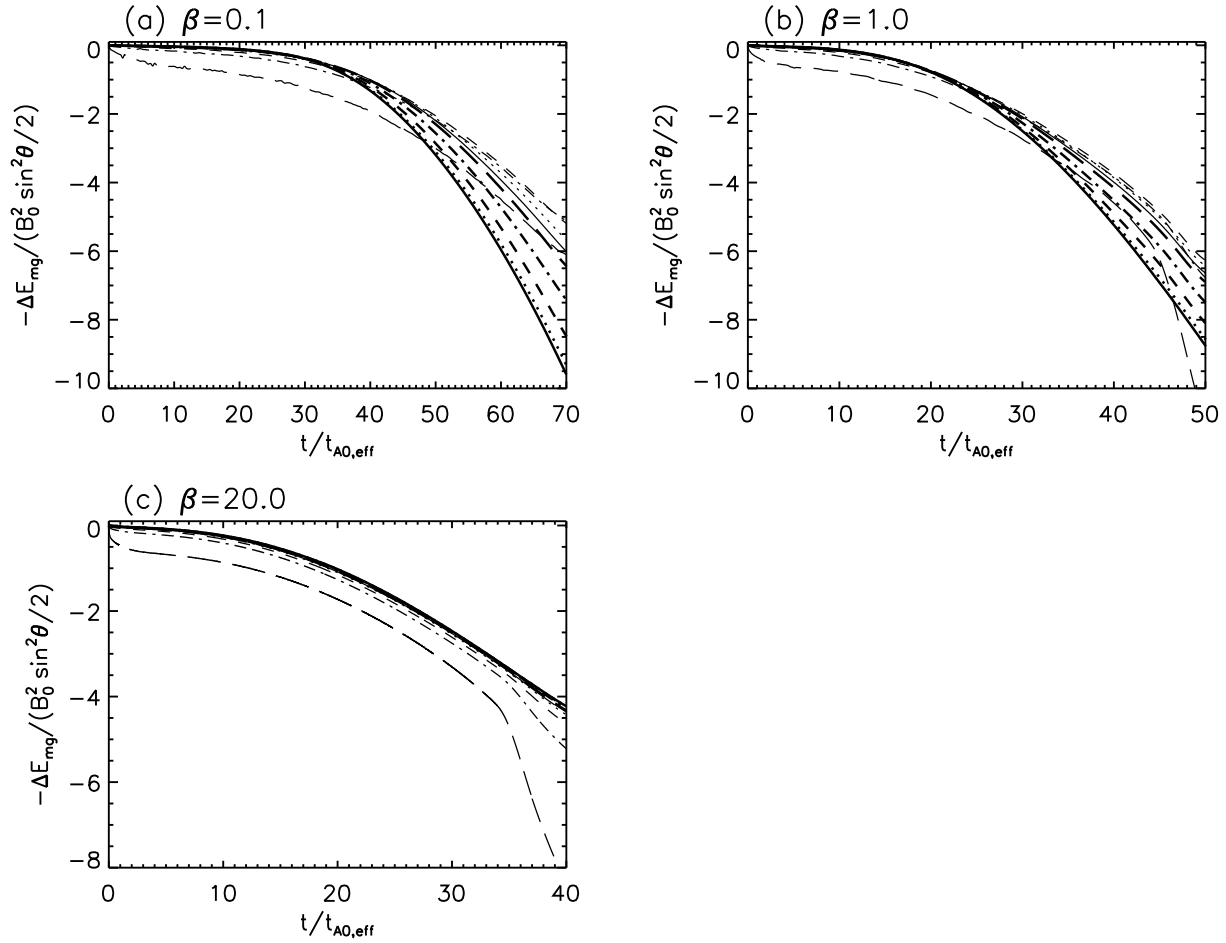 (a) β=0.1
0
−2
−4
−6
−8
−10
−ΔE_mg/(B_0^2 sin^2θ/2)
0 10 20 30 40 50 60 70
t/t_A0,eff
(b) β=1.0
0
−2
−4
−6
−8
−10
−ΔE_mg/(B_0^2 sin^2θ/2)
0 10 20 30 40 50
t/t_A0,eff
(c) β=20.0
0
−2
−4
−6
−8
−ΔE_mg/(B_0^2 sin^2θ/2)
0 10 20 30 40
t/t_A0,eff